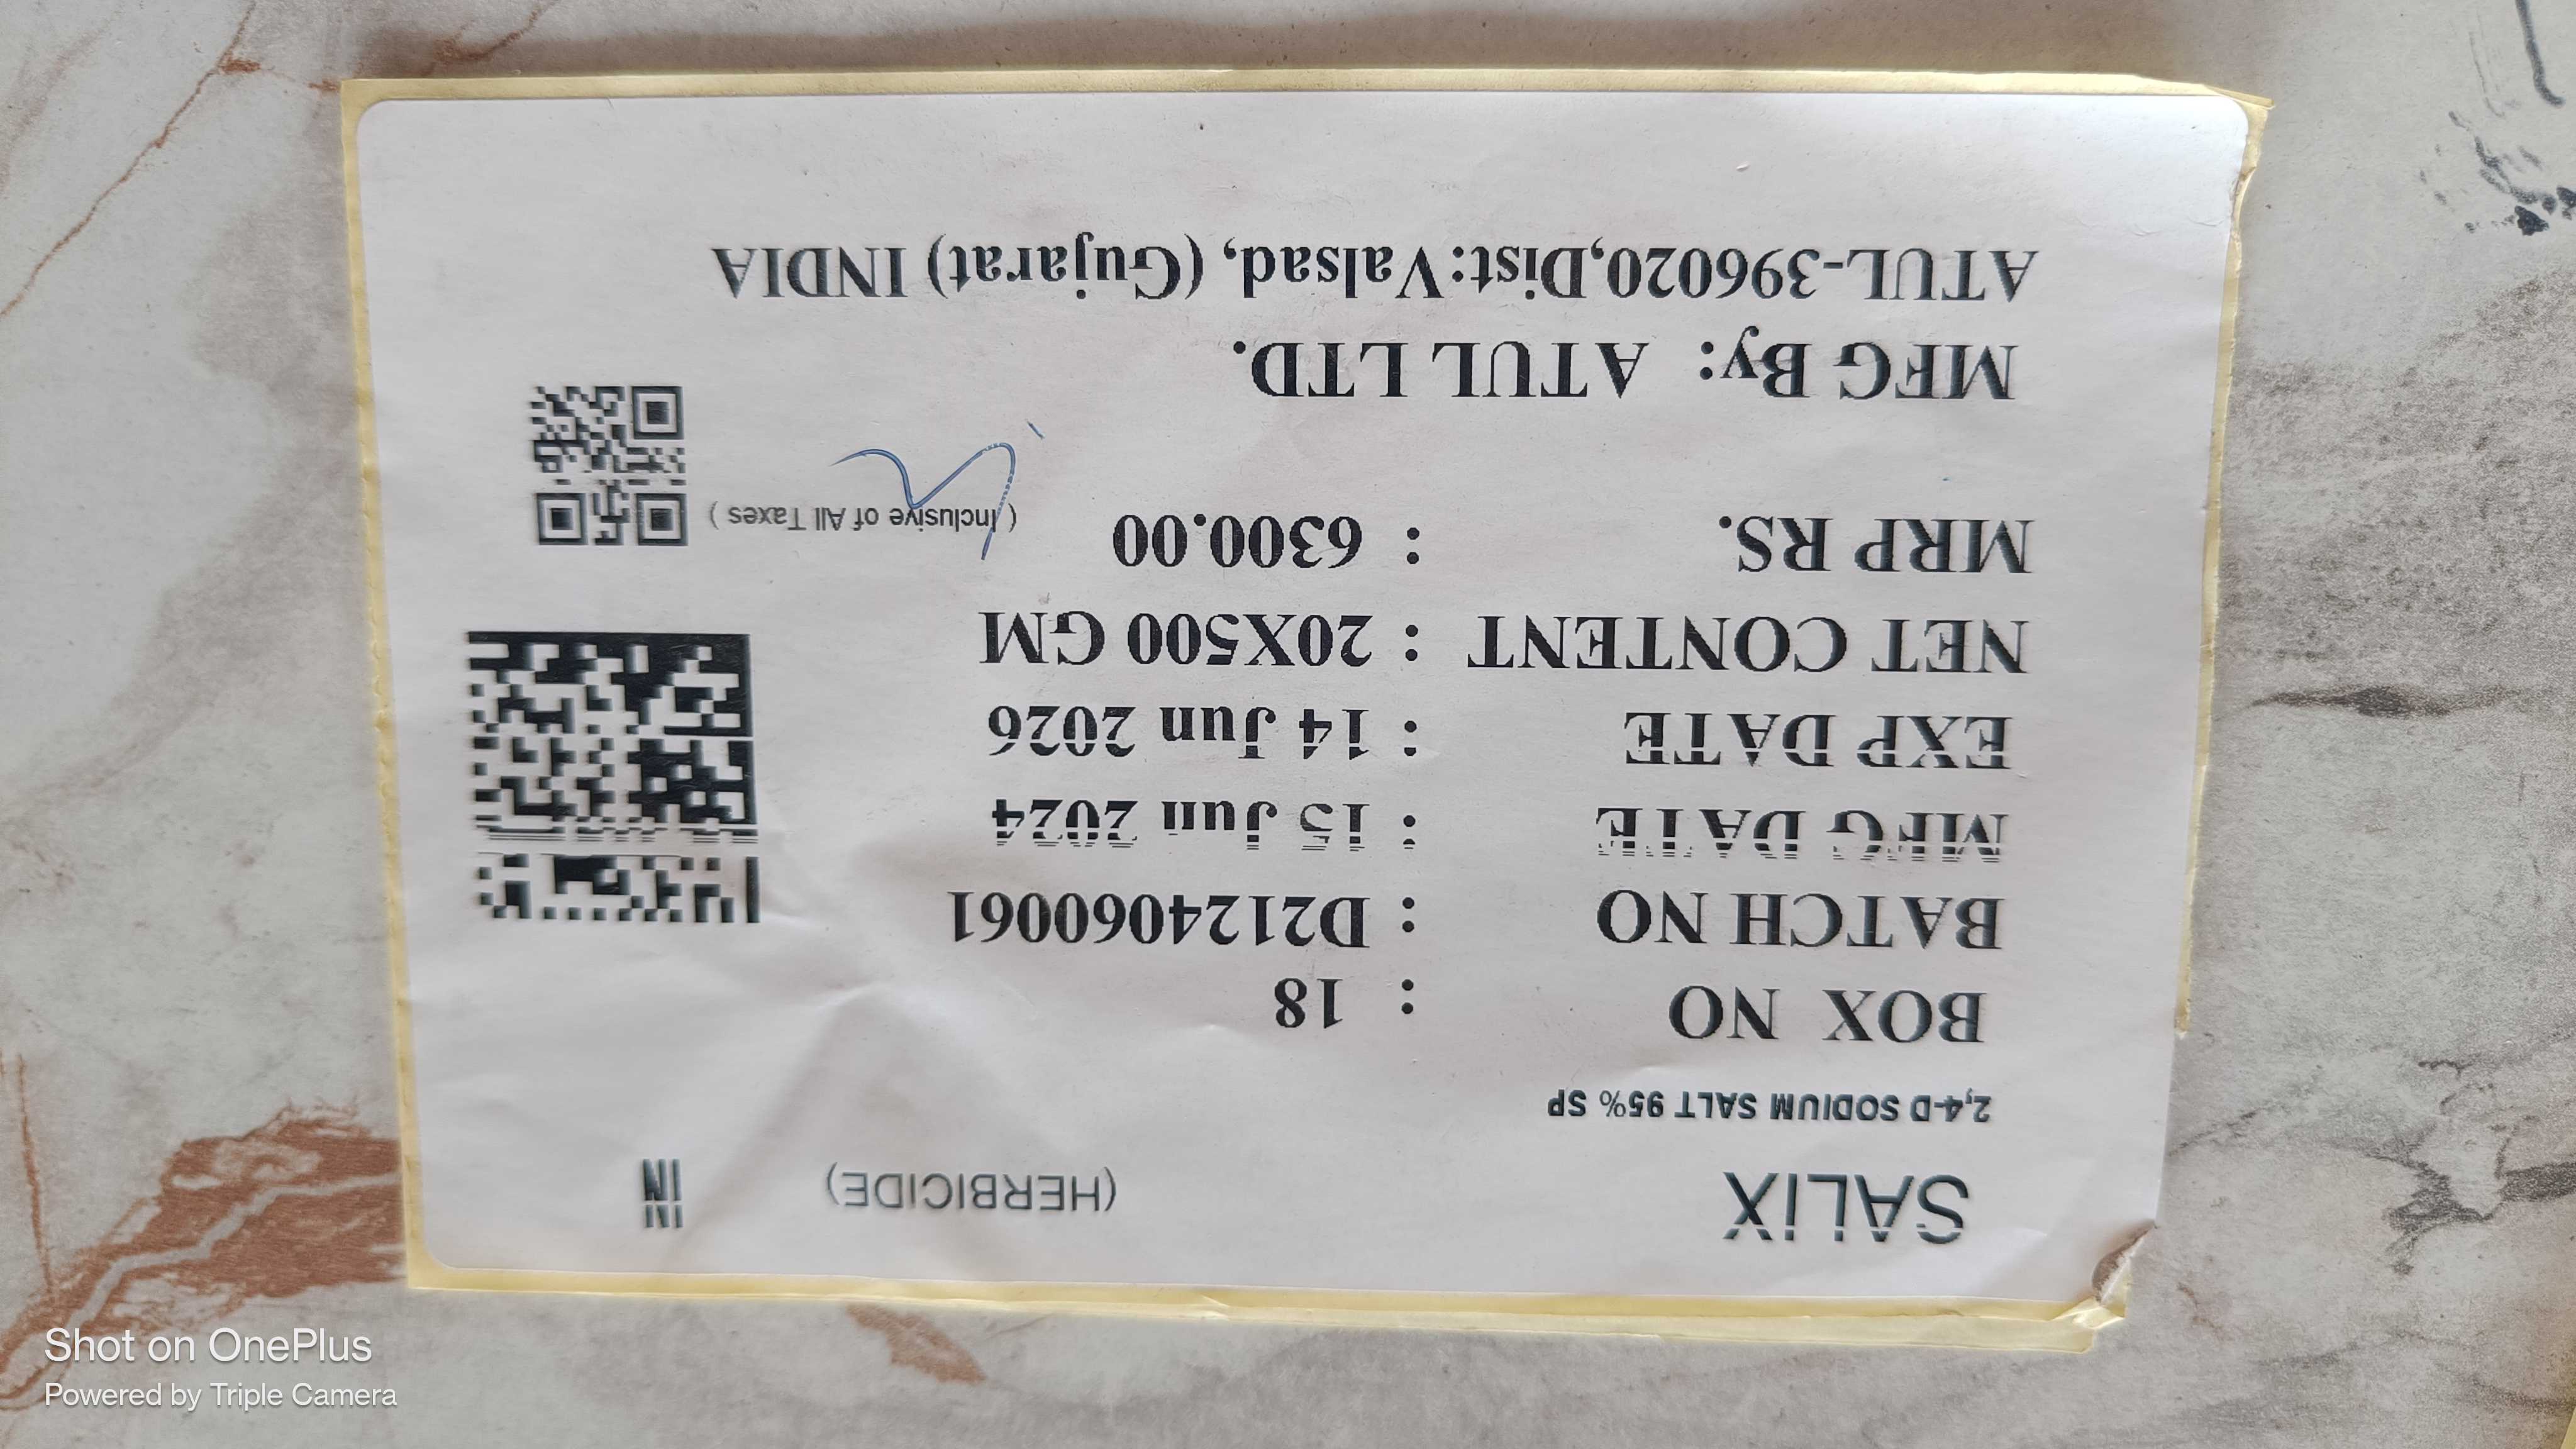 SALIX (HERBICIDE) IN
IN
2,4-D SODIUM SALT 95% SP
BOX NO : 18
BATCH NO : D2124060061
MFG DATE : 15 Jun 2024
EXP DATE : 14 Jun 2026
NET CONTENT : 20X500 GM
MRP RS. : 6300.00 ( Inclusive of All Taxes )
MFG By: ATUL LTD.
ATUL-396020,Dist:Valsad, (Gujarat) INDIA
Shot on OnePlus
Powered by Triple Camera